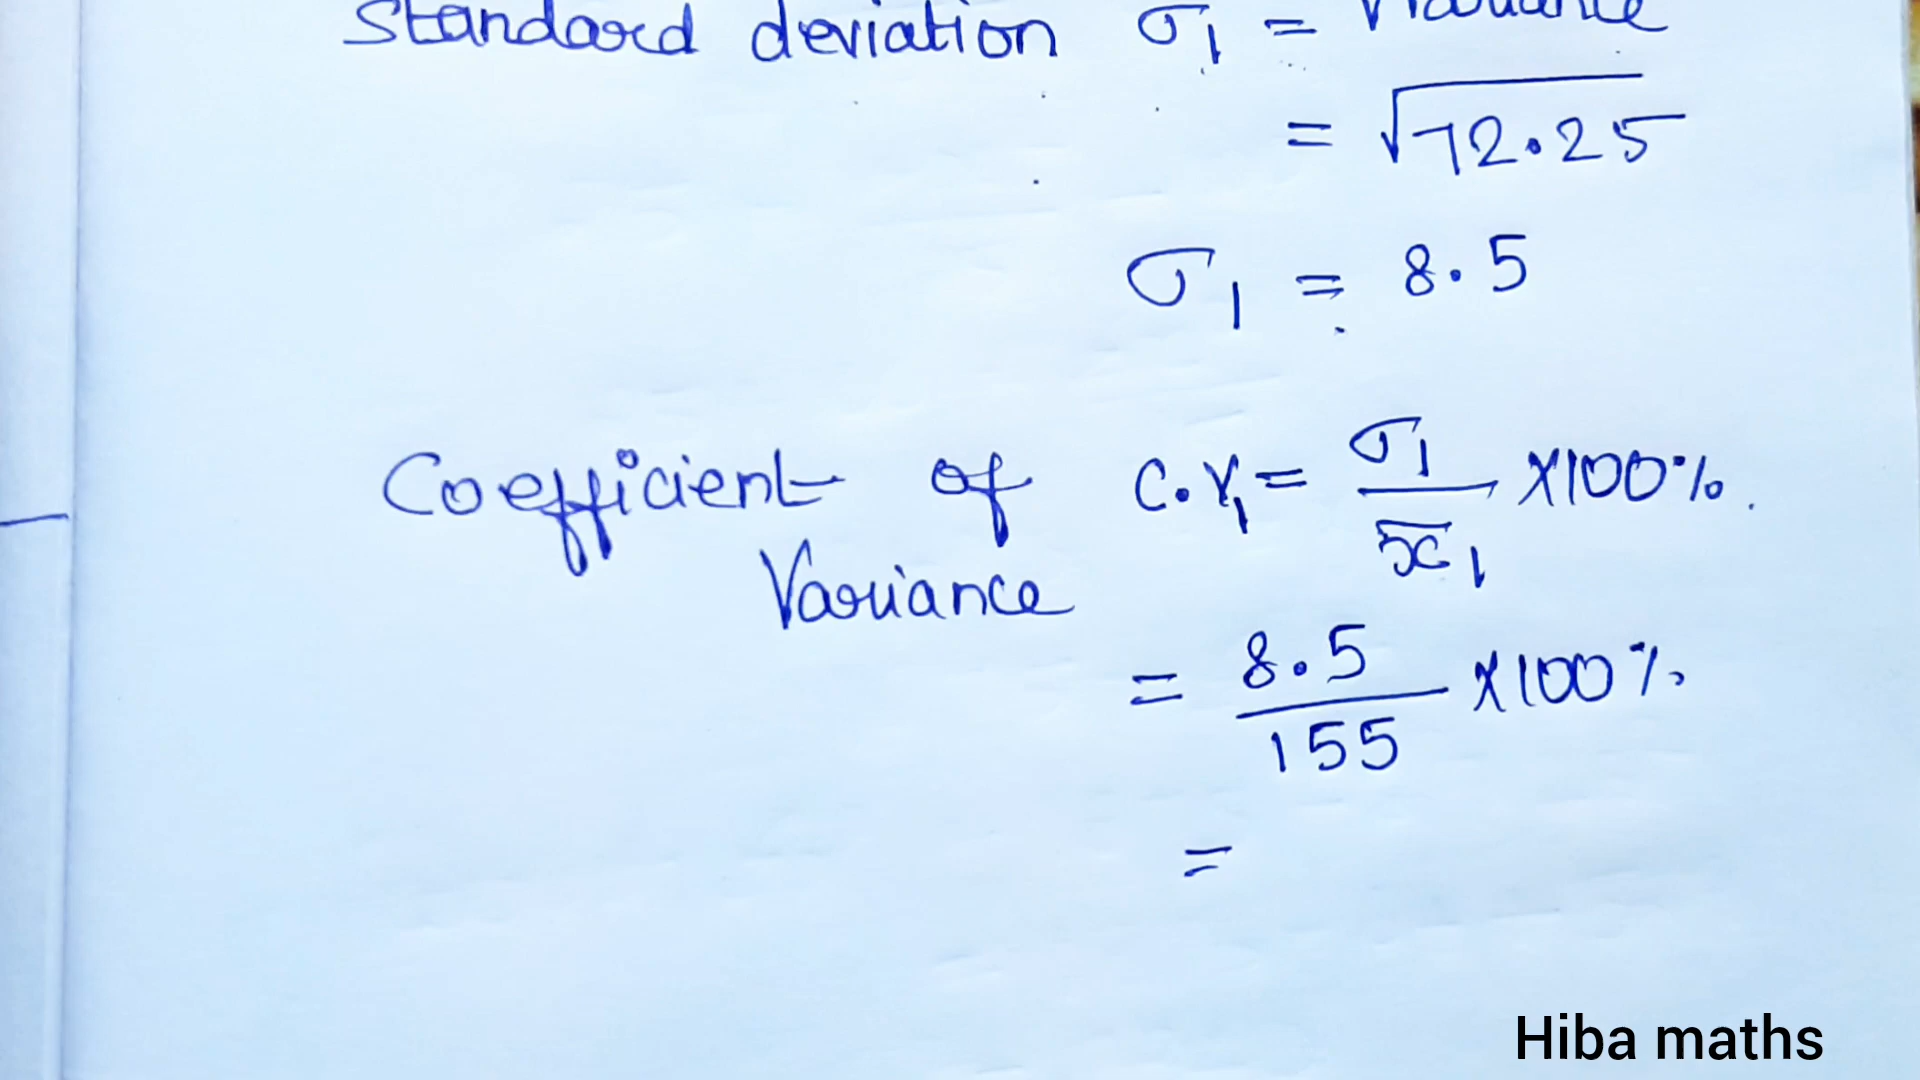 Standard deviation σ₁ = √Variance
= √72.25
σ₁ = 8.5
Coefficient of C.V₁ = σ₁/x̄₁ ×100%.
Variance
= 8.5/155 ×100%
=
Hiba maths